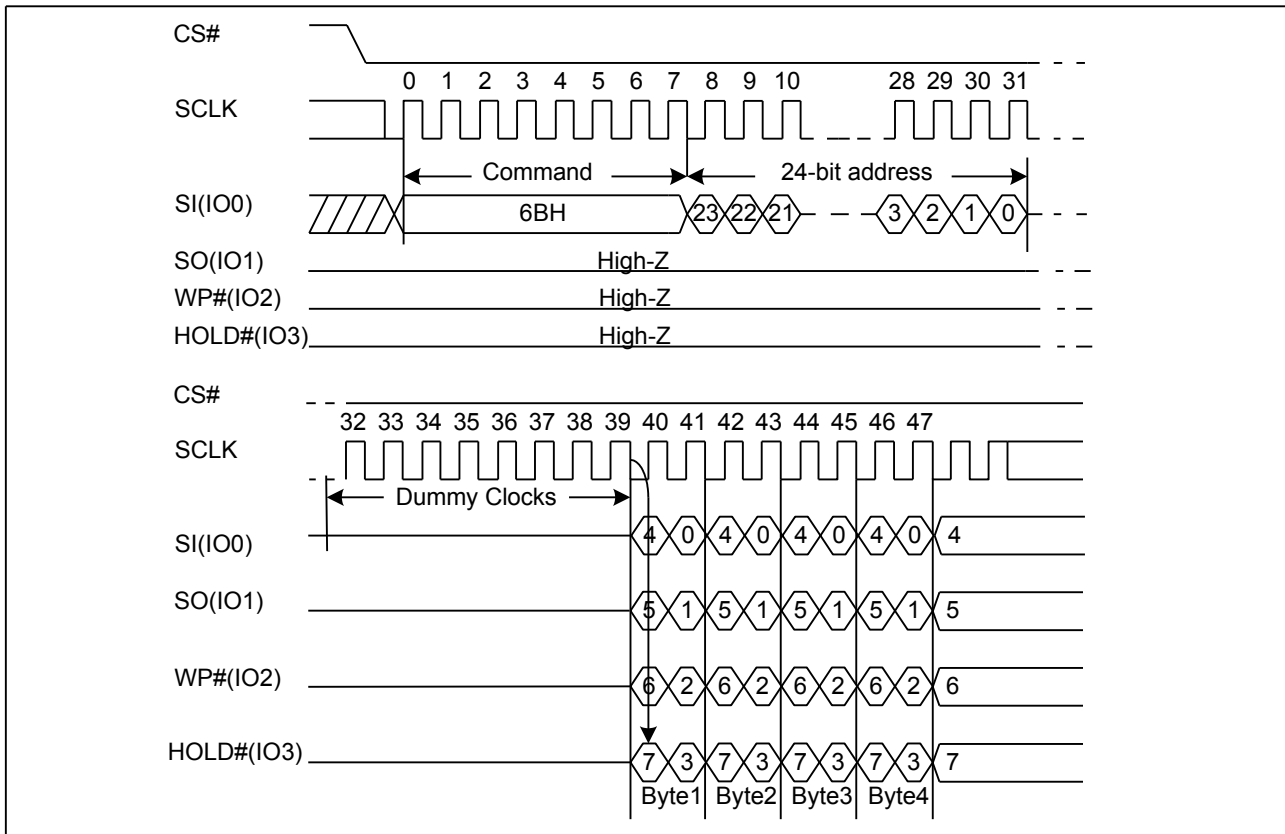 CS#
0 1 2 3 4 5 6 7 8 9 10 28 29 30 31
SCLK
Command 24-bit address
SI(IO0) 6BH 23 22 21 3 2 1 0
SO(IO1) High-Z
WP#(IO2) High-Z
HOLD#(IO3) High-Z
CS#
32 33 34 35 36 37 38 39 40 41 42 43 44 45 46 47
SCLK
Dummy Clocks
SI(IO0) 4 0 4 0 4 0 4 0 4
SO(IO1) 5 1 5 1 5 1 5 1 5
WP#(IO2) 6 2 6 2 6 2 6 2 6
HOLD#(IO3) 7 3 7 3 7 3 7 3 7
Byte1 Byte2 Byte3 Byte4